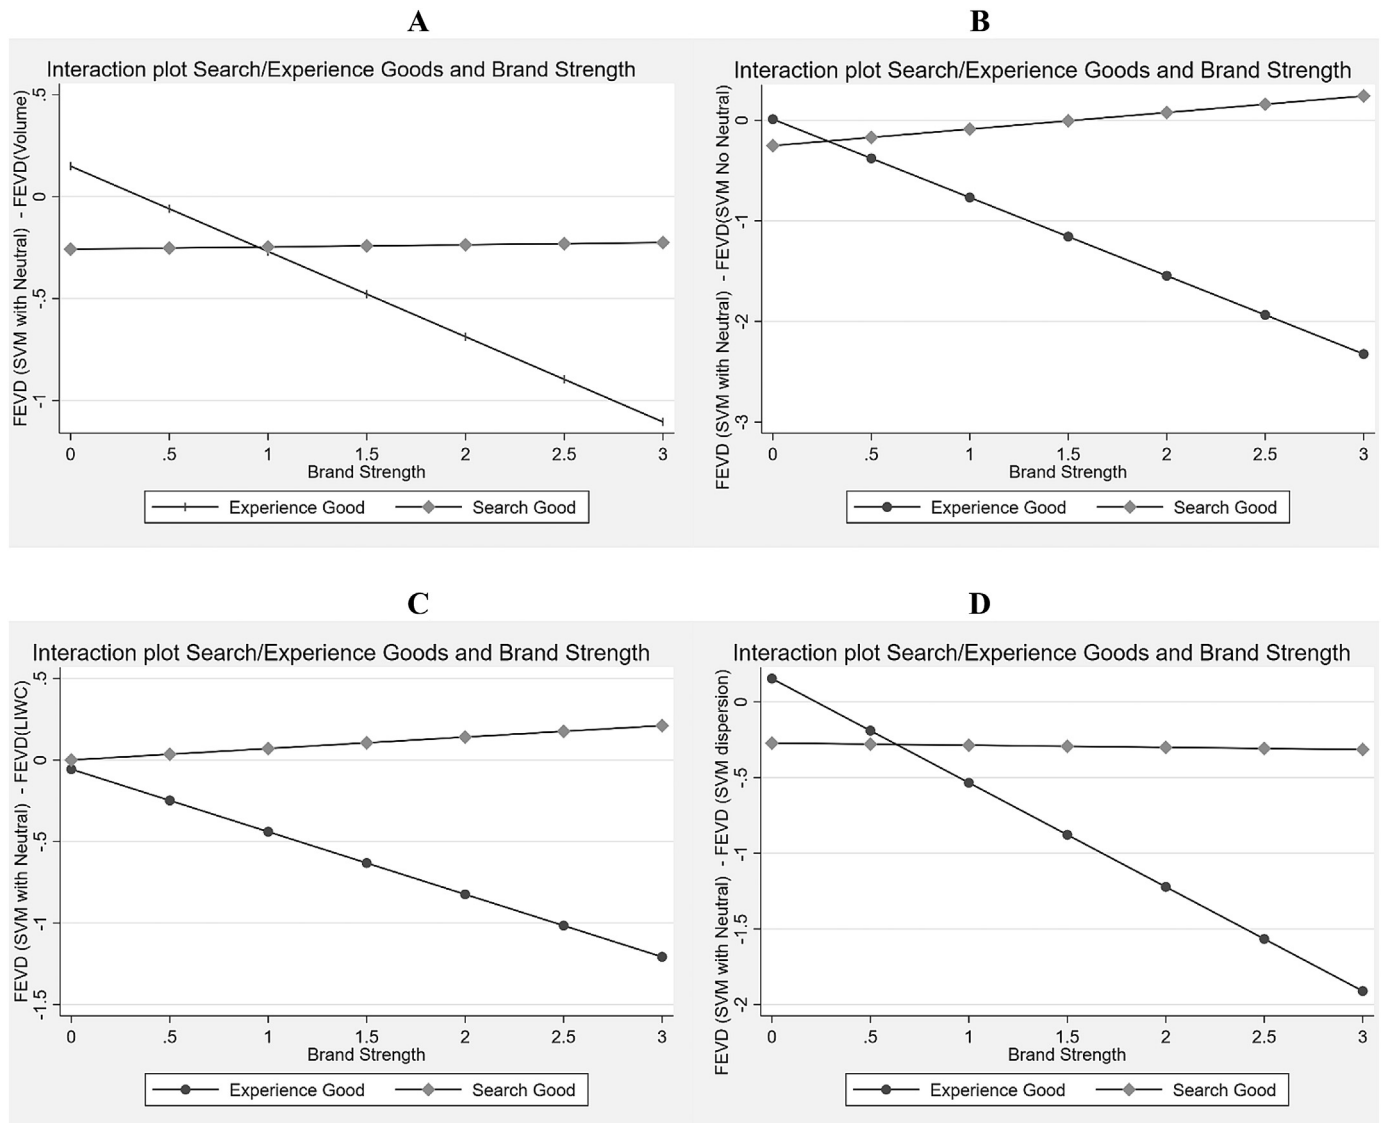 A
B
Interaction plot Search/Experience Goods and Brand Strength
FEVD (SVM with Neutral) - FEVD(Volume)
.5
0
-.5
-1
0 .5 1 1.5 2 2.5 3
Brand Strength
Experience Good Search Good
Interaction plot Search/Experience Goods and Brand Strength
FEVD (SVM with Neutral) - FEVD(SVM No Neutral)
0
-1
-2
-3
0 .5 1 1.5 2 2.5 3
Brand Strength
Experience Good Search Good
C
D
Interaction plot Search/Experience Goods and Brand Strength
FEVD (SVM with Neutral) - FEVD(LIWC)
.5
0
-.5
-1
-1.5
0 .5 1 1.5 2 2.5 3
Brand Strength
Experience Good Search Good
Interaction plot Search/Experience Goods and Brand Strength
FEVD (SVM with Neutral) - FEVD (SVM dispersion)
0
-.5
-1
-1.5
-2
0 .5 1 1.5 2 2.5 3
Brand Strength
Experience Good Search Good